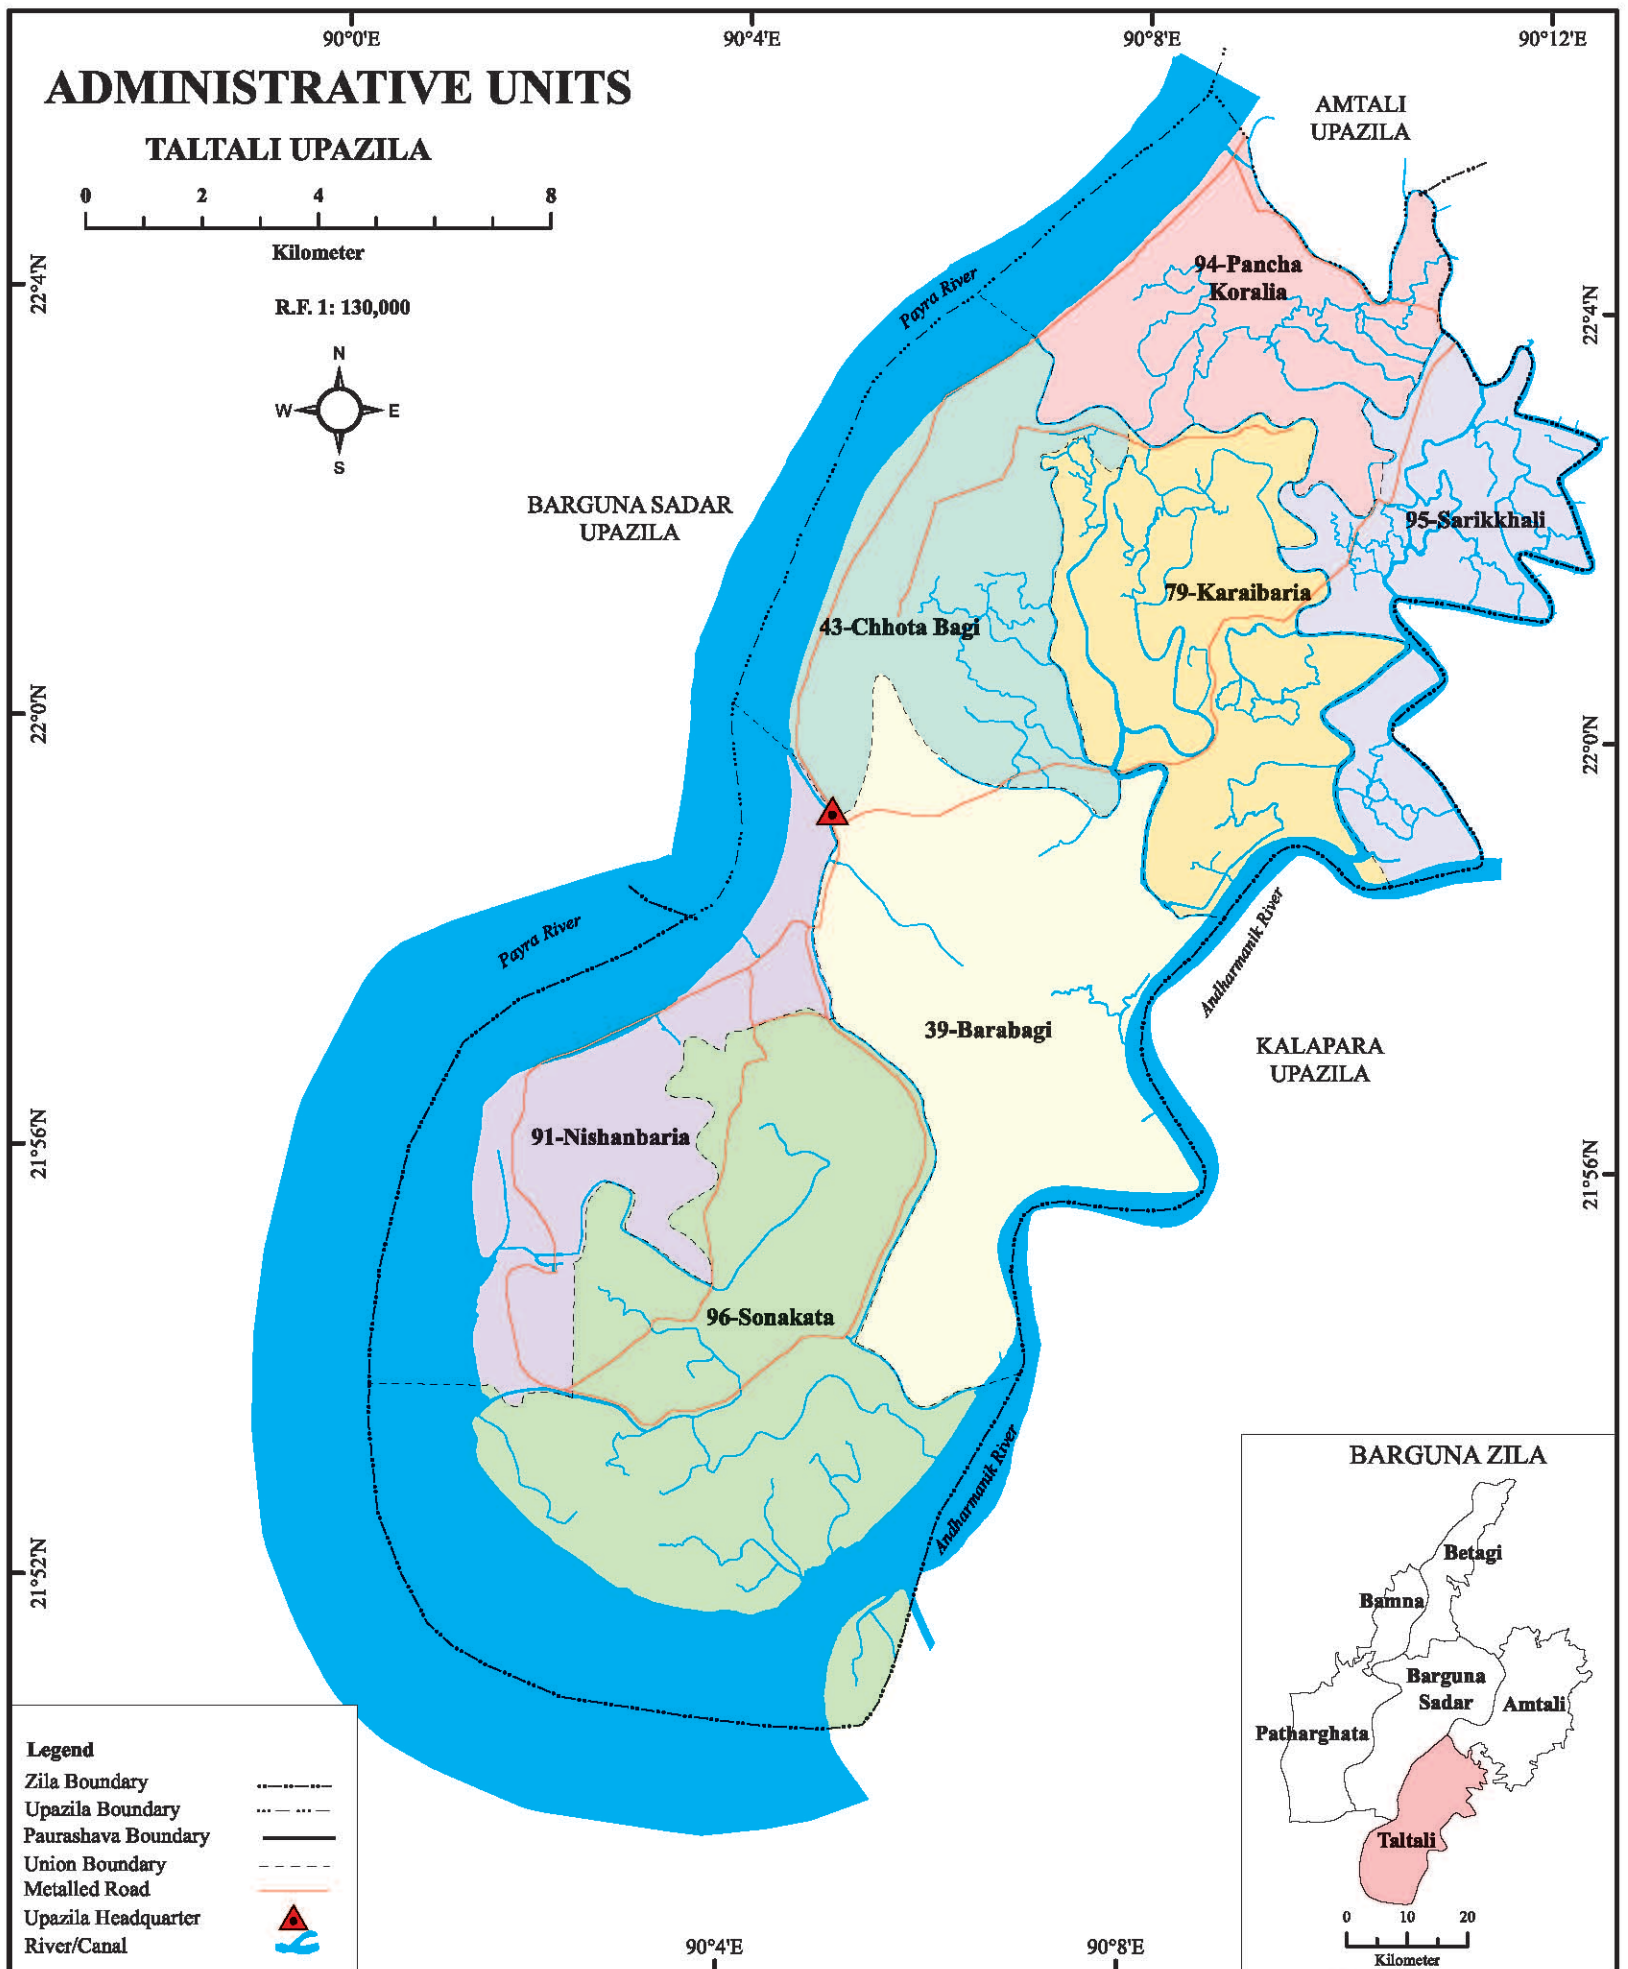 90°0'E
90°4'E
90°8'E
90°12'E
ADMINISTRATIVE UNITS
TALTALI UPAZILA
0 2 4 8
Kilometer
R.F. 1: 130,000
N
W E
S
AMTALI
UPAZILA
22°4'N
22°4'N
94-Pancha
Koralia
Payra River
BARGUNA SADAR
UPAZILA
95-Sarikkhali
79-Karaibaria
43-Chhota Bagi
22°0'N
22°0'N
Payra River
Andharmanik River
39-Barabagi
KALAPARA
UPAZILA
91-Nishanbaria
21°56'N
21°56'N
96-Sonakata
Andharmanik River
21°52'N
BARGUNA ZILA
Betagi
Bamna
Barguna
Sadar
Amtali
Patharghata
Taltali
0 10 20
Kilometer
Legend
Zila Boundary
Upazila Boundary
Paurashava Boundary
Union Boundary
Metalled Road
Upazila Headquarter
River/Canal
90°4'E
90°8'E